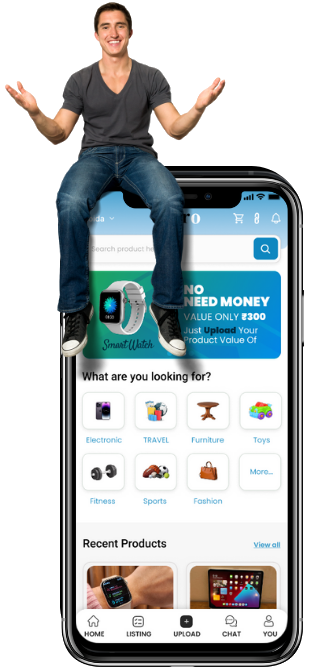 da
TO
Search product he
NO
NEED MONEY
VALUE ONLY ₹300
Just Upload Your
Product Value Of
Smart Watch
What are you looking for?
Electronic TRAVEL Furniture Toys
More...
Fitness Sports Fashion
Recent Products View all
HOME LISTING UPLOAD CHAT YOU